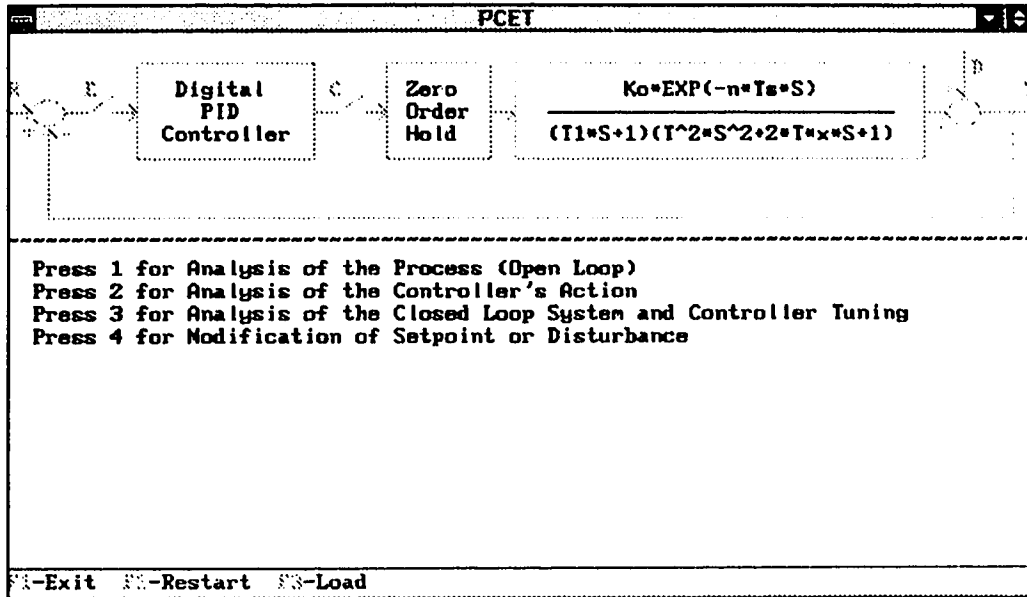 PCET
R E Digital PID Controller C Zero Order Hold Ko*EXP(-n*Ts*S) D
(T1*S+1)(T^2*S^2+2*T*x*S+1)
Press 1 for Analysis of the Process (Open Loop)
Press 2 for Analysis of the Controller's Action
Press 3 for Analysis of the Closed Loop System and Controller Tuning
Press 4 for Modification of Setpoint or Disturbance
F1-Exit -Restart -Load